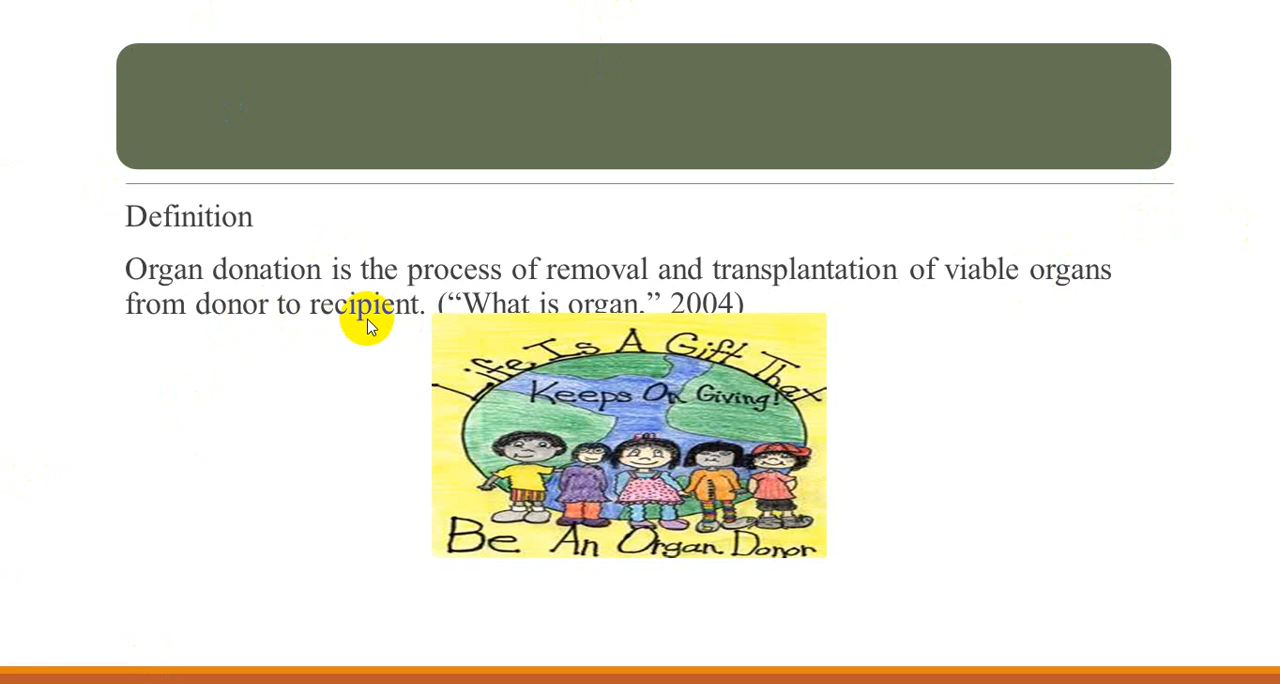 Definition
Organ donation is the process of removal and transplantation of viable organs
from donor to recipient. (“What is organ,” 2004)
Life Is A Gift That
Keeps On Giving!
Be An Organ Donor